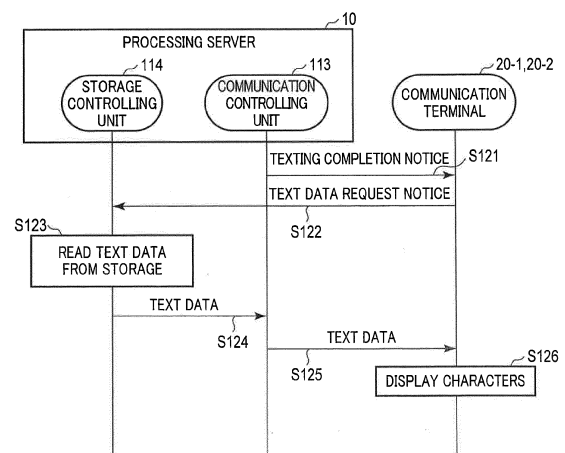 10
PROCESSING SERVER
114
113
20-1,20-2
STORAGE
CONTROLLING
UNIT
COMMUNICATION
CONTROLLING
UNIT
COMMUNICATION
TERMINAL
TEXTING COMPLETION NOTICE
S121
TEXT DATA REQUEST NOTICE
S122
S123
READ TEXT DATA
FROM STORAGE
TEXT DATA
S124
TEXT DATA
S125
S126
DISPLAY CHARACTERS